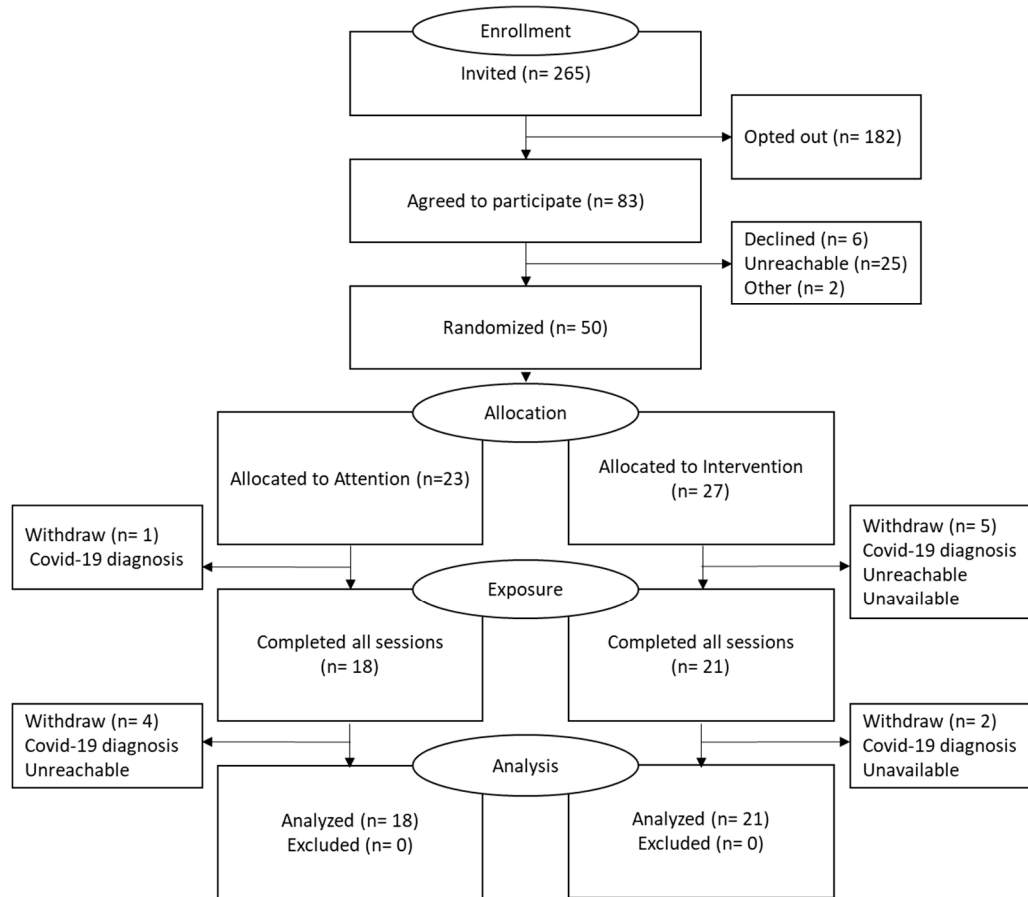 Enrollment
Invited (n= 265)
Opted out (n= 182)
Agreed to participate (n= 83)
Declined (n= 6)
Unreachable (n=25)
Other (n= 2)
Randomized (n= 50)
Allocation
Allocated to Attention (n=23)
Allocated to Intervention
(n= 27)
Withdraw (n= 1)
Covid-19 diagnosis
Withdraw (n= 5)
Covid-19 diagnosis
Unreachable
Unavailable
Exposure
Completed all sessions
(n= 18)
Completed all sessions
(n= 21)
Withdraw (n= 4)
Covid-19 diagnosis
Unreachable
Withdraw (n= 2)
Covid-19 diagnosis
Unavailable
Analysis
Analyzed (n= 18)
Excluded (n= 0)
Analyzed (n= 21)
Excluded (n= 0)